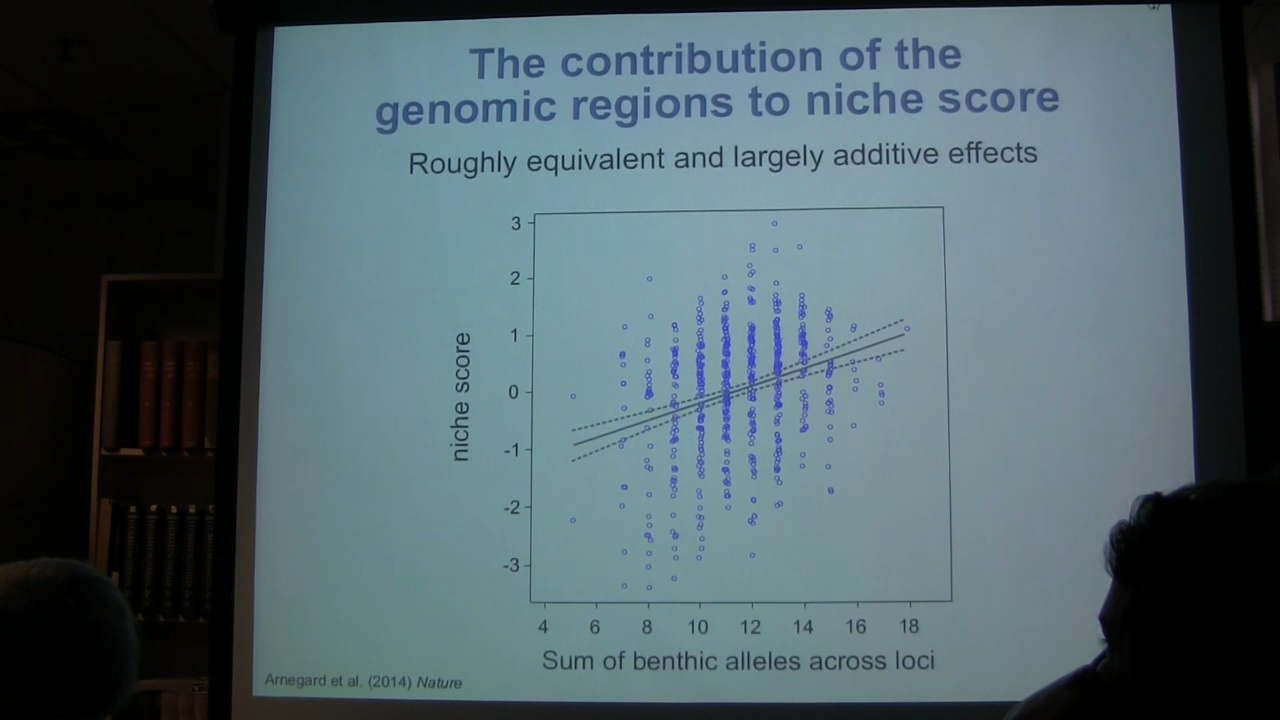 The contribution of the
genomic regions to niche score
Roughly equivalent and largely additive effects
3
2
1
0
-1
-2
-3
niche score
4 6 8 10 12 14 16 18
Sum of benthic alleles across loci
Arnegard et al. (2014) Nature